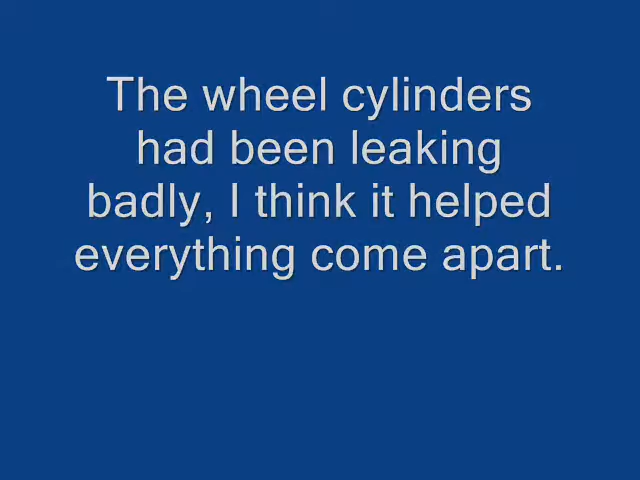 The wheel cylinders
had been leaking
badly, I think it helped
everything come apart.